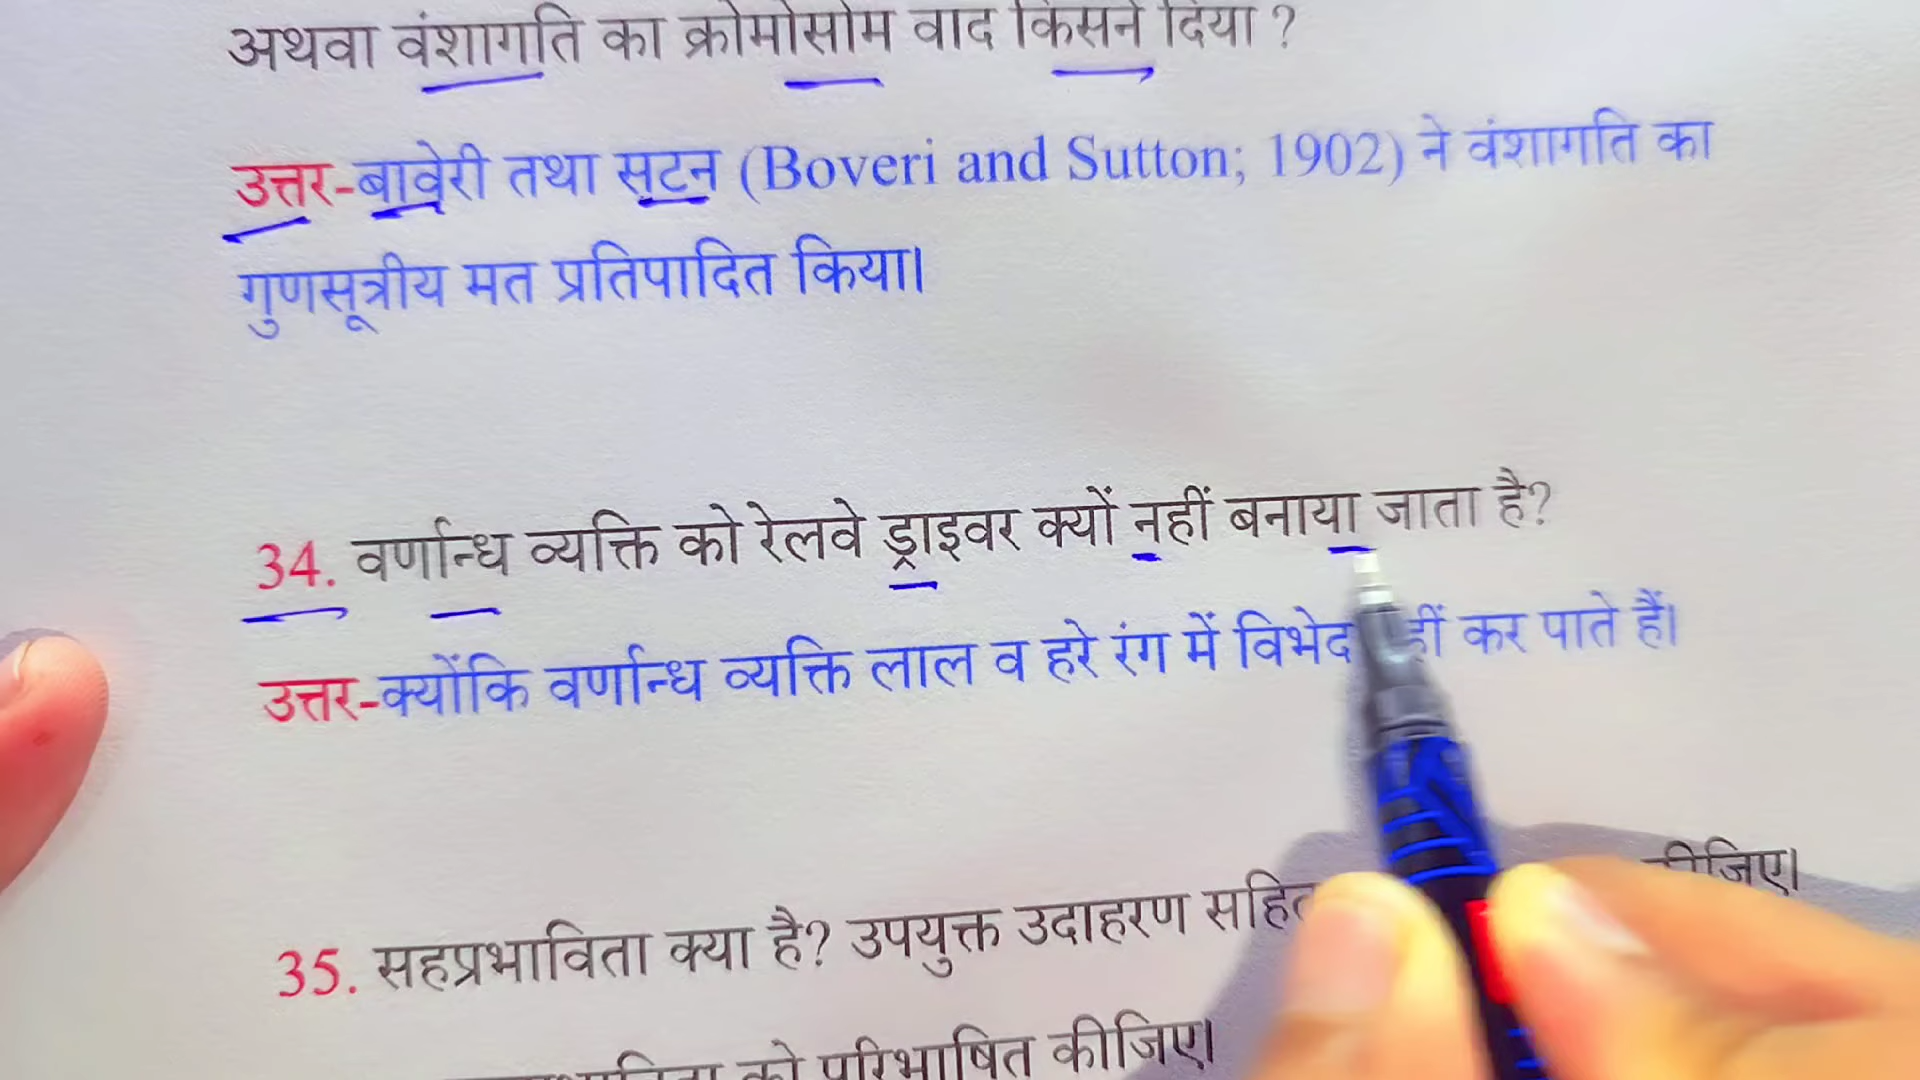 अथवा वंशागति का क्रोमोसोम वाद किसने दिया ?
उत्तर-बावेरी तथा सटन (Boveri and Sutton; 1902) ने वंशागति का
गुणसूत्रीय मत प्रतिपादित किया।
34. वर्णान्ध व्यक्ति को रेलवे ड्राइवर क्यों नहीं बनाया जाता है?
उत्तर-क्योंकि वर्णान्ध व्यक्ति लाल व हरे रंग में विभेद कर पाते हैं।
35. सहप्रभाविता क्या है? उपयुक्त उदाहरण सहित
को परिभाषित कीजिए।